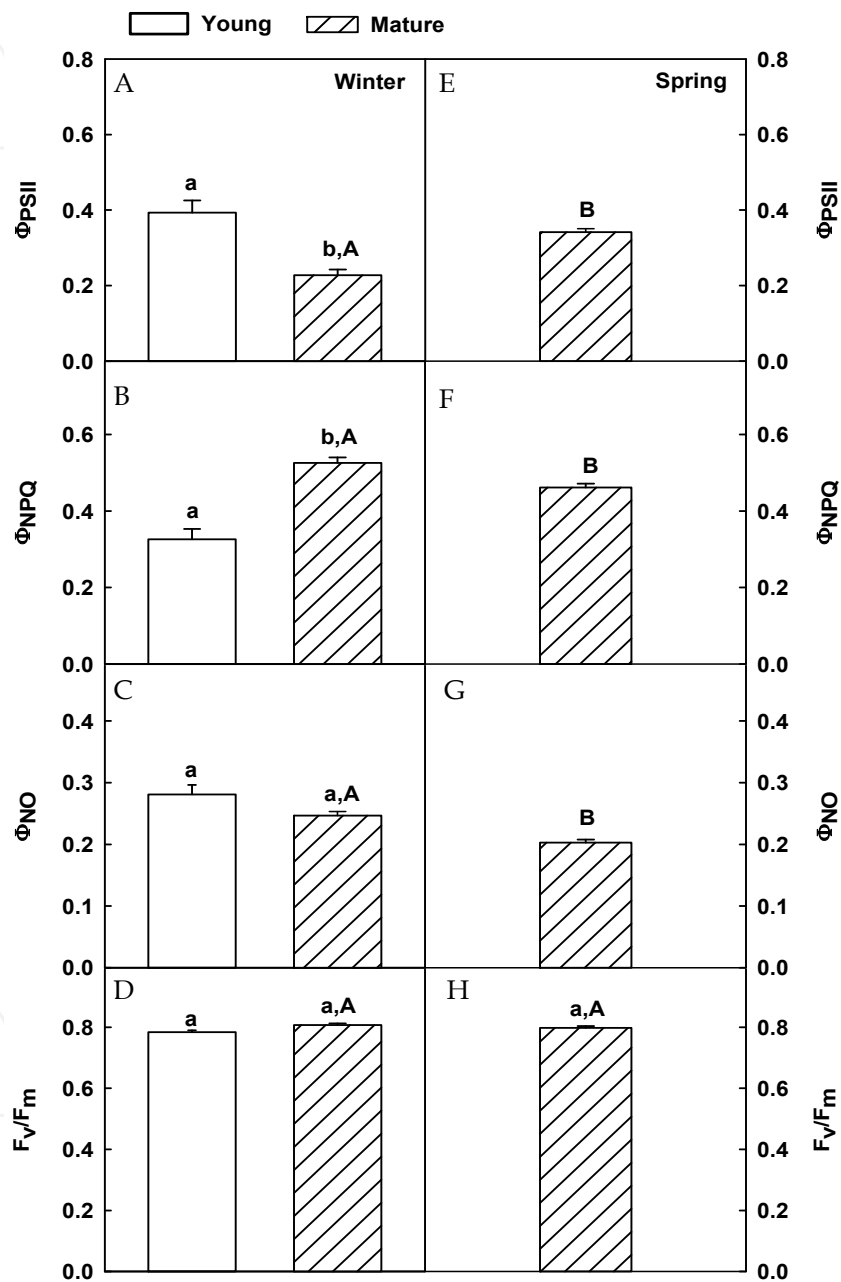 Young Mature
A Winter E Spring
0.8 0.8
0.6 0.6
0.4 0.4
0.2 0.2
0.0 0.0
ΦPSII a b,A B ΦPSII
B F
0.6 0.6
0.4 0.4
0.2 0.2
0.0 0.0
ΦNPQ a b,A B ΦNPQ
C G
0.4 0.4
0.3 0.3
0.2 0.2
0.1 0.1
0.0 0.0
ΦNO a a,A B ΦNO
D H
0.8 0.8
0.6 0.6
0.4 0.4
0.2 0.2
0.0 0.0
Fv/Fm a a,A a,A Fv/Fm